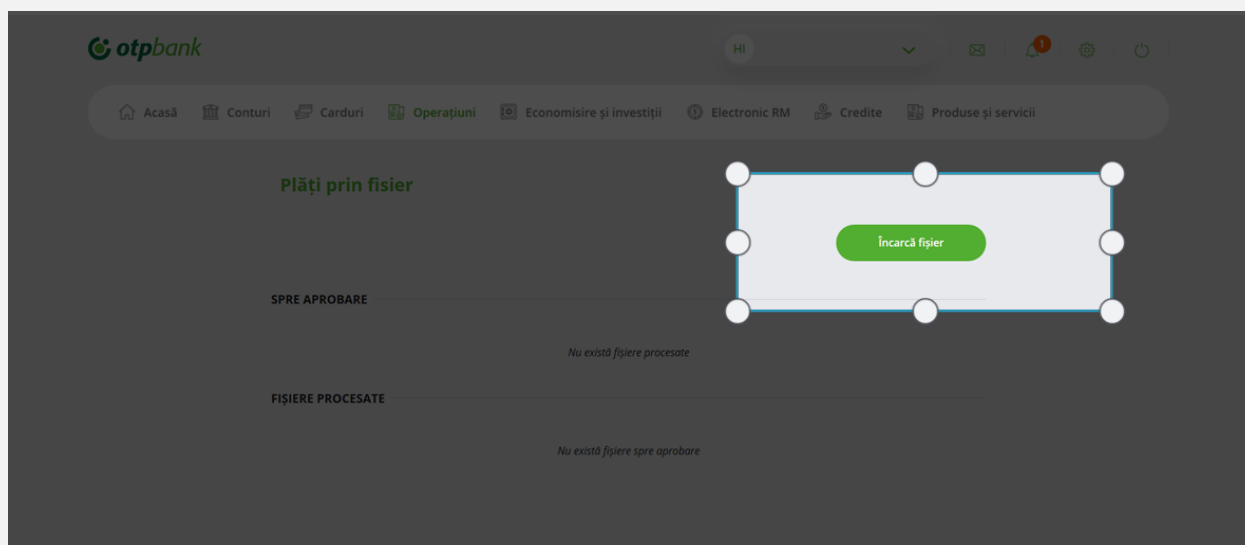 otpbank
HI
1
Acasă Conturi Carduri Operațiuni Economisire și investiții Electronic RM Credite Produse și servicii
Plăți prin fisier
Încarcă fișier
SPRE APROBARE
Nu există fișiere procesate
FIȘIERE PROCESATE
Nu există fișiere spre aprobare